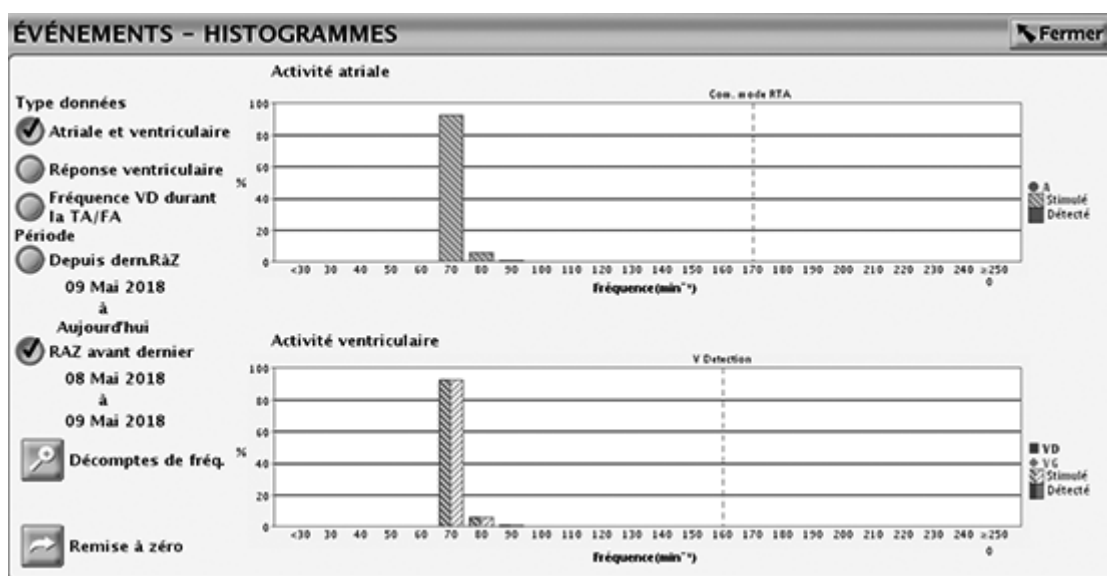 ÉVÉNEMENTS - HISTOGRAMMES
Fermer
Type données
Atriale et ventriculaire
Réponse ventriculaire
Fréquence VD durant
la TA/FA
Période
Depuis dern.RàZ
09 Mai 2018
à
Aujourd'hui
RAZ avant dernier
08 Mai 2018
à
09 Mai 2018
Décomptes de fréq.
Remise à zéro
Activité atriale
Com. mode RTA
100
80
60
%
40
20
0
<30 30 40 50 60 70 80 90 100 110 120 130 140 150 160 170 180 190 200 210 220 230 240 ≥250
0
Fréquence(min⁻¹)
A
Stimulé
Détecté
Activité ventriculaire
V Detection
100
80
60
%
40
20
0
<30 30 40 50 60 70 80 90 100 110 120 130 140 150 160 170 180 190 200 210 220 230 240 ≥250
0
Fréquence(min⁻¹)
VD
VG
Stimulé
Détecté